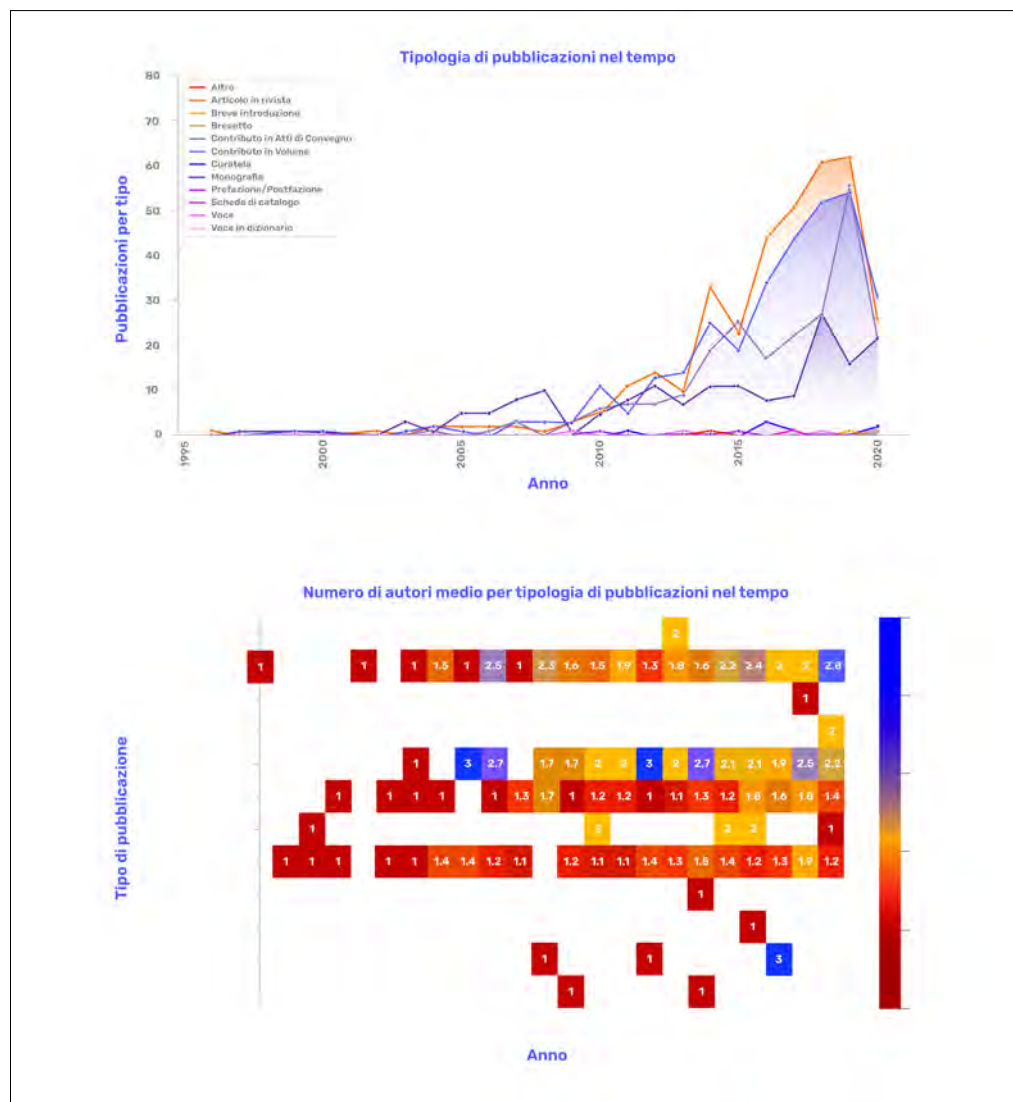 Tipologia di pubblicazioni nel tempo
80
70
60
50
40
30
20
10
0
Pubblicazioni per tipo
Altro
Articolo in rivista
Breve introduzione
Brevetto
Contributo in Atti di Convegno
Contributo in Volume
Curatela
Monografia
Prefazione/Postfazione
Scheda di catalogo
Voce
Voce in dizionario
1995 2000 2005 2010 2015 2020
Anno
Numero di autori medio per tipologia di pubblicazioni nel tempo
Tipo di pubblicazione
2
1 1 1 1.5 1 2.5 1 2.3 1.6 1.5 1.9 1.3 1.8 1.6 2.2 2.4 2 2 2.8
1
2
1 3 2.7 1.7 1.7 2 2 3 2 2.7 2.1 2.1 1.9 2.5 2.2
1 1 1 1 1 1.3 1.7 1 1.2 1.2 1 1.1 1.3 1.2 1.8 1.6 1.8 1.4
1 2 2 2 1
1 1 1 1 1 1.4 1.4 1.2 1.1 1.2 1.1 1.1 1.4 1.3 1.5 1.4 1.2 1.3 1.9 1.2
1
1
1 1 3
1 1
Anno